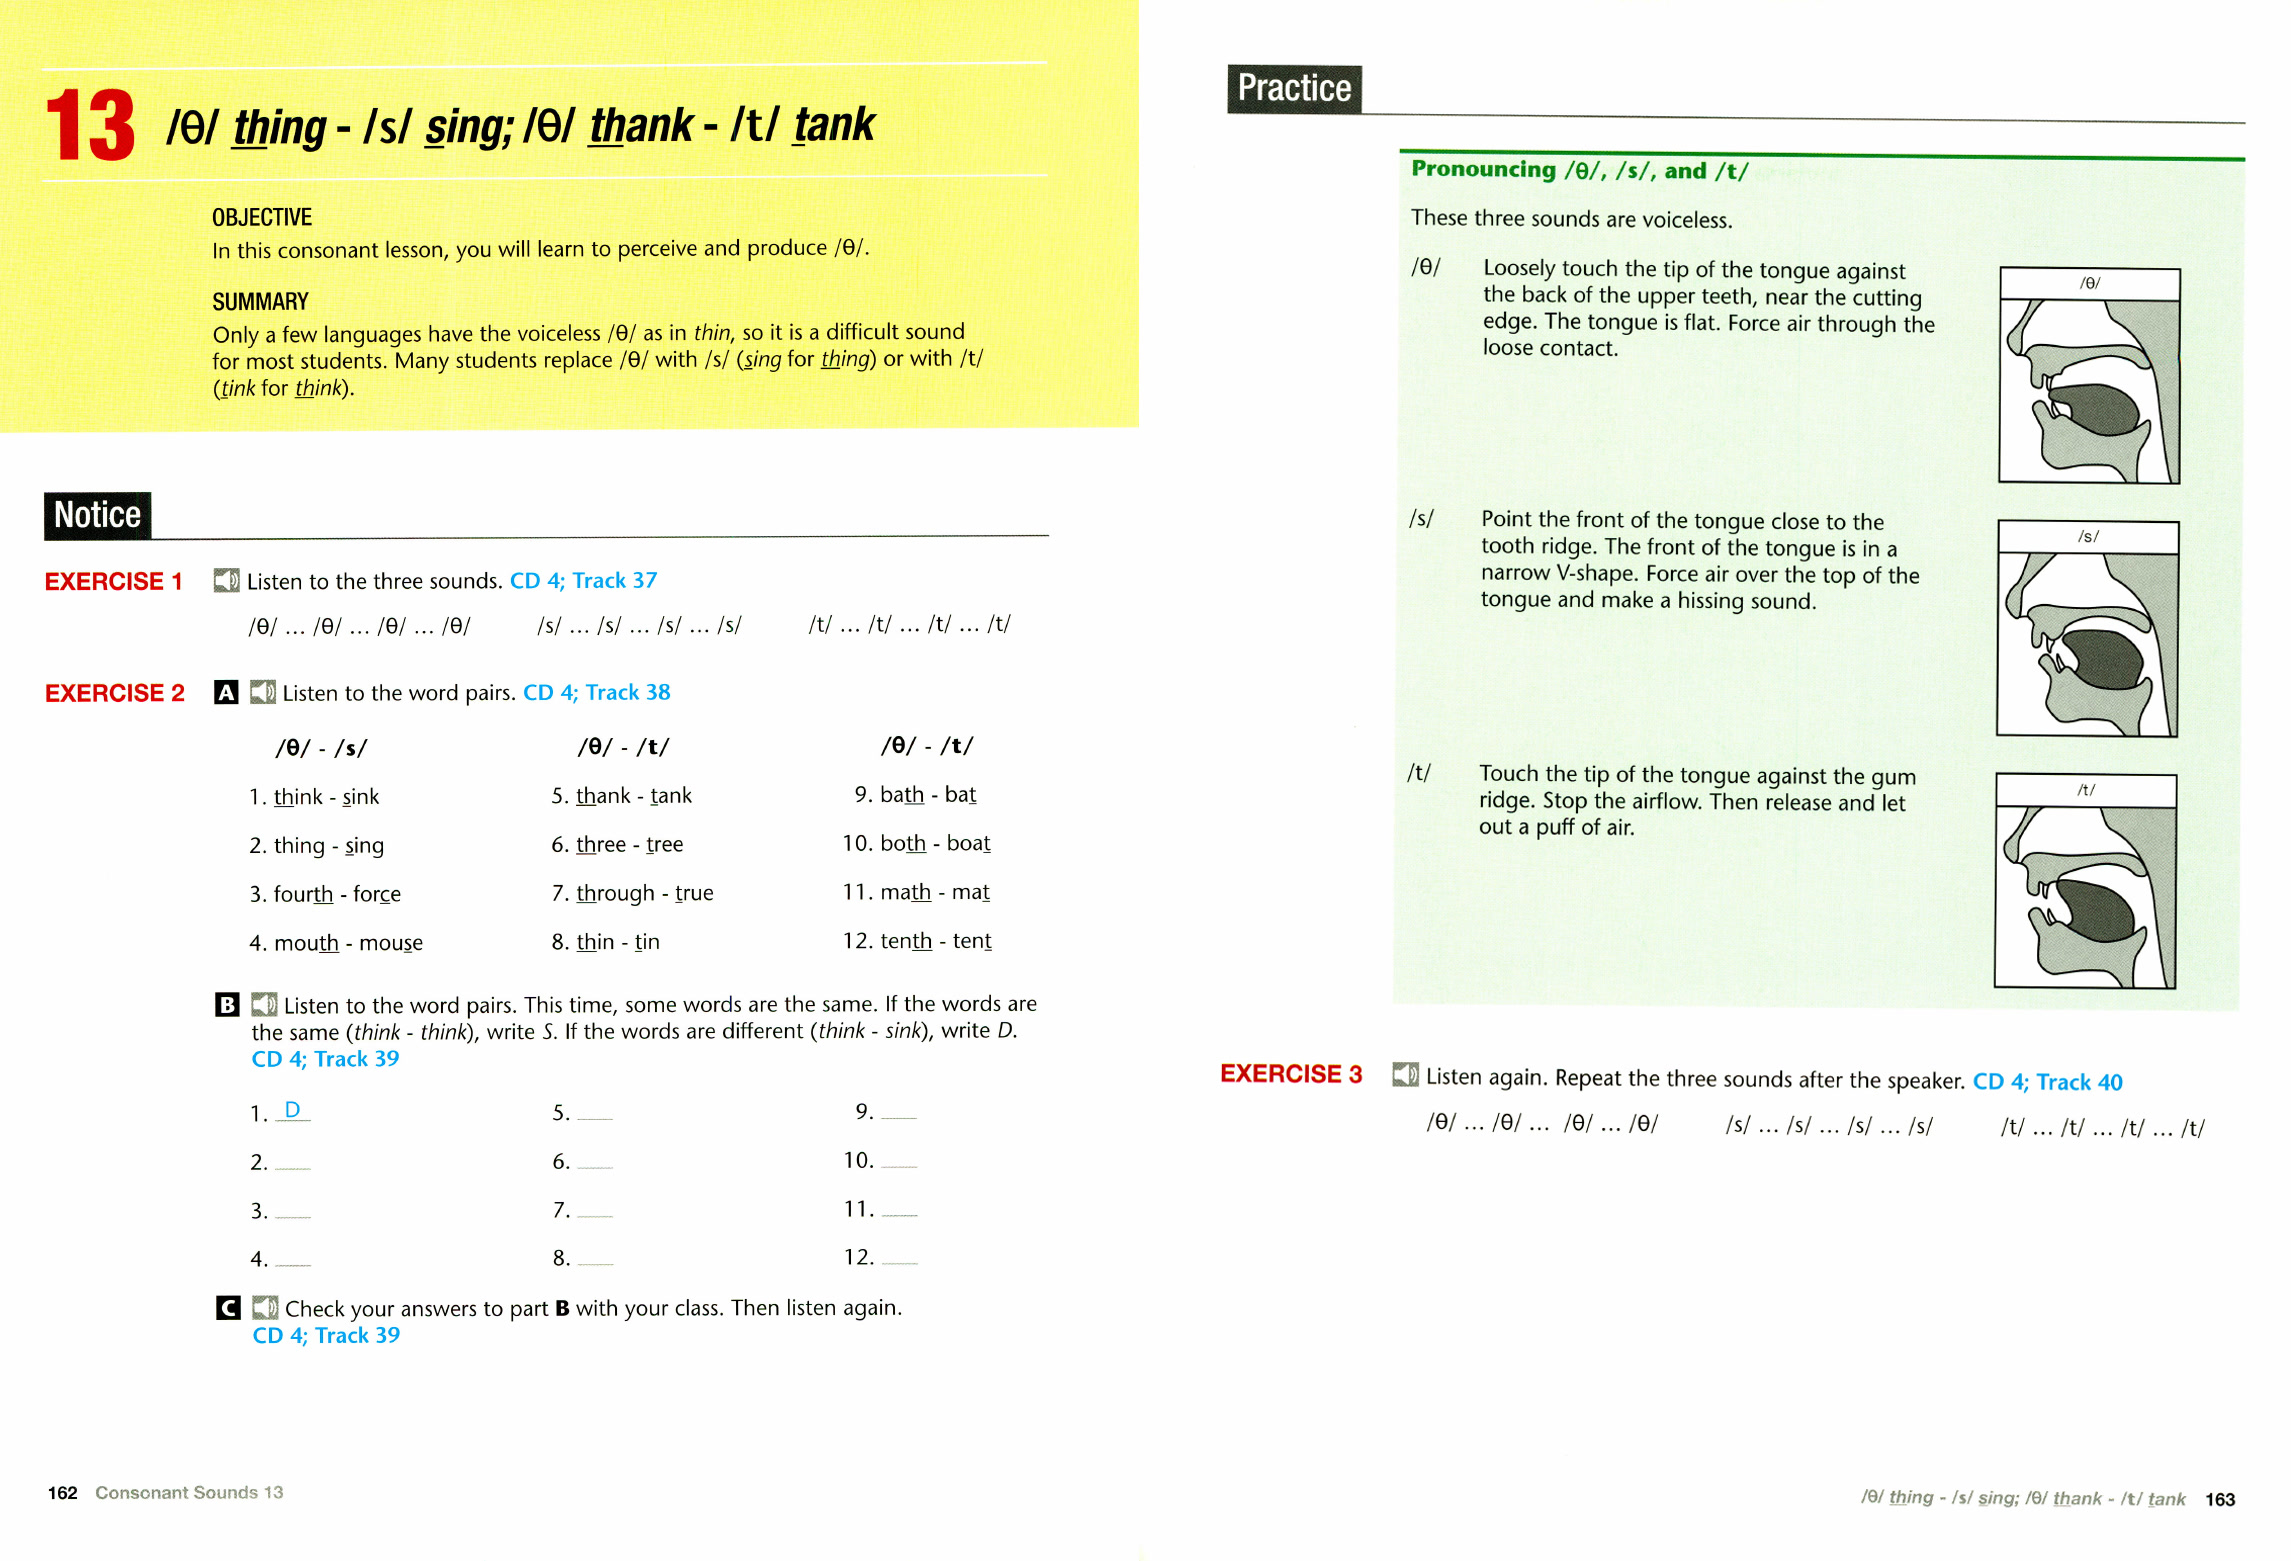 13 /θ/ thing - /s/ sing; /θ/ thank - /t/ tank
OBJECTIVE
In this consonant lesson, you will learn to perceive and produce /θ/.
SUMMARY
Only a few languages have the voiceless /θ/ as in thin, so it is a difficult sound
for most students. Many students replace /θ/ with /s/ (sing for thing) or with /t/
(tink for think).
Notice
EXERCISE 1 Listen to the three sounds. CD 4; Track 37
/θ/ ... /θ/ ... /θ/ ... /θ/ /s/ ... /s/ ... /s/ ... /s/ /t/ ... /t/ ... /t/ ... /t/
EXERCISE 2 A Listen to the word pairs. CD 4; Track 38
/θ/ - /s/ /θ/ - /t/ /θ/ - /t/
1. think - sink 5. thank - tank 9. bath - bat
2. thing - sing 6. three - tree 10. both - boat
3. fourth - force 7. through - true 11. math - mat
4. mouth - mouse 8. thin - tin 12. tenth - tent
B Listen to the word pairs. This time, some words are the same. If the words are
the same (think - think), write S. If the words are different (think - sink), write D.
CD 4; Track 39
1. D 5. ___ 9. ___
2. ___ 6. ___ 10. ___
3. ___ 7. ___ 11. ___
4. ___ 8. ___ 12. ___
C Check your answers to part B with your class. Then listen again.
CD 4; Track 39
162 Consonant Sounds 13
Practice
Pronouncing /θ/, /s/, and /t/
These three sounds are voiceless.
/θ/ Loosely touch the tip of the tongue against
the back of the upper teeth, near the cutting
edge. The tongue is flat. Force air through the
loose contact.
/θ/
/s/ Point the front of the tongue close to the
tooth ridge. The front of the tongue is in a
narrow V-shape. Force air over the top of the
tongue and make a hissing sound.
/s/
/t/ Touch the tip of the tongue against the gum
ridge. Stop the airflow. Then release and let
out a puff of air.
/t/
EXERCISE 3 Listen again. Repeat the three sounds after the speaker. CD 4; Track 40
/θ/ ... /θ/ ... /θ/ ... /θ/ /s/ ... /s/ ... /s/ ... /s/ /t/ ... /t/ ... /t/ ... /t/
/θ/ thing - /s/ sing; /θ/ thank - /t/ tank 163